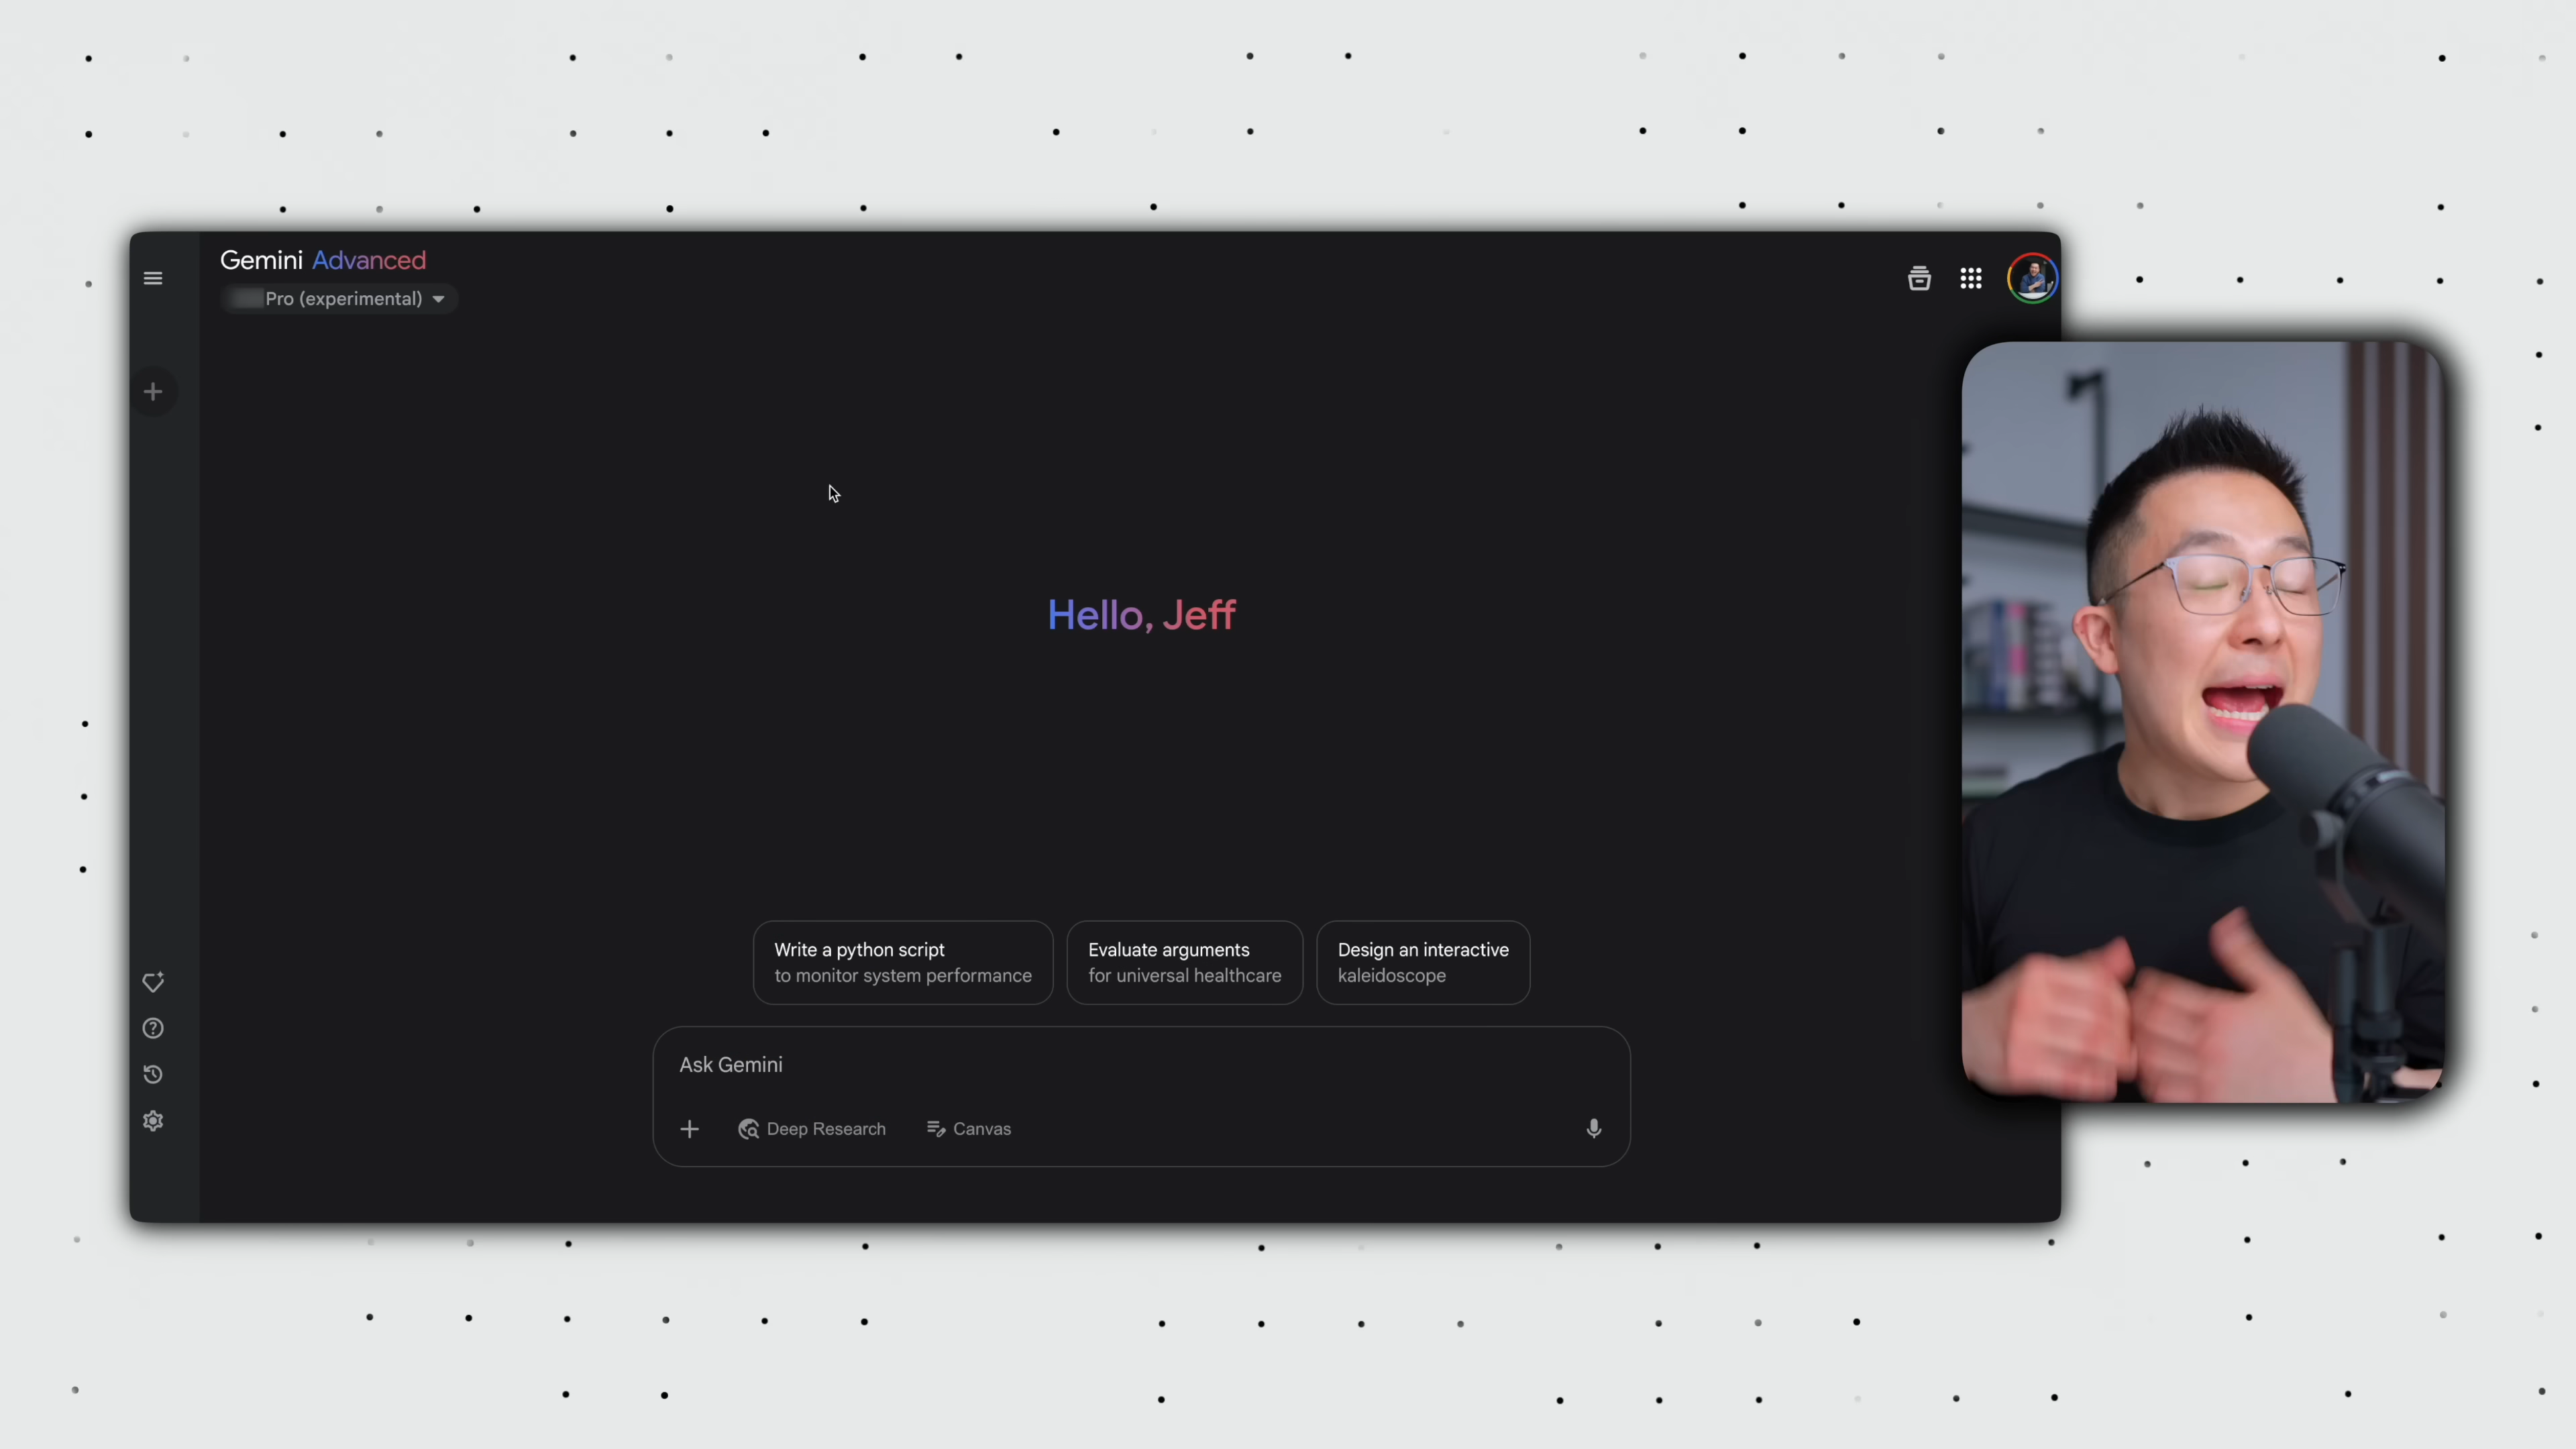 Gemini Advanced
Pro (experimental)
Hello, Jeff
Write a python script
to monitor system performance
Evaluate arguments
for universal healthcare
Design an interactive
kaleidoscope
Ask Gemini
Deep Research
Canvas